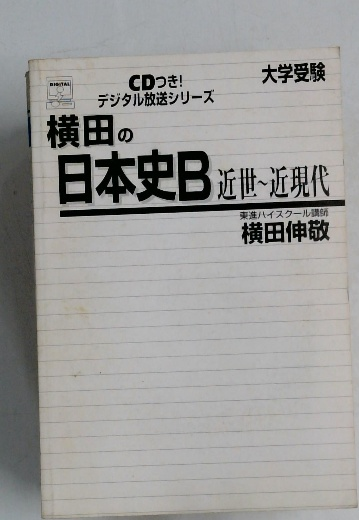 DIGITAL
CDつき!
デジタル放送シリーズ
大学受験
横田の
日本史B 近世~近現代
東進ハイスクール講師
横田伸敬